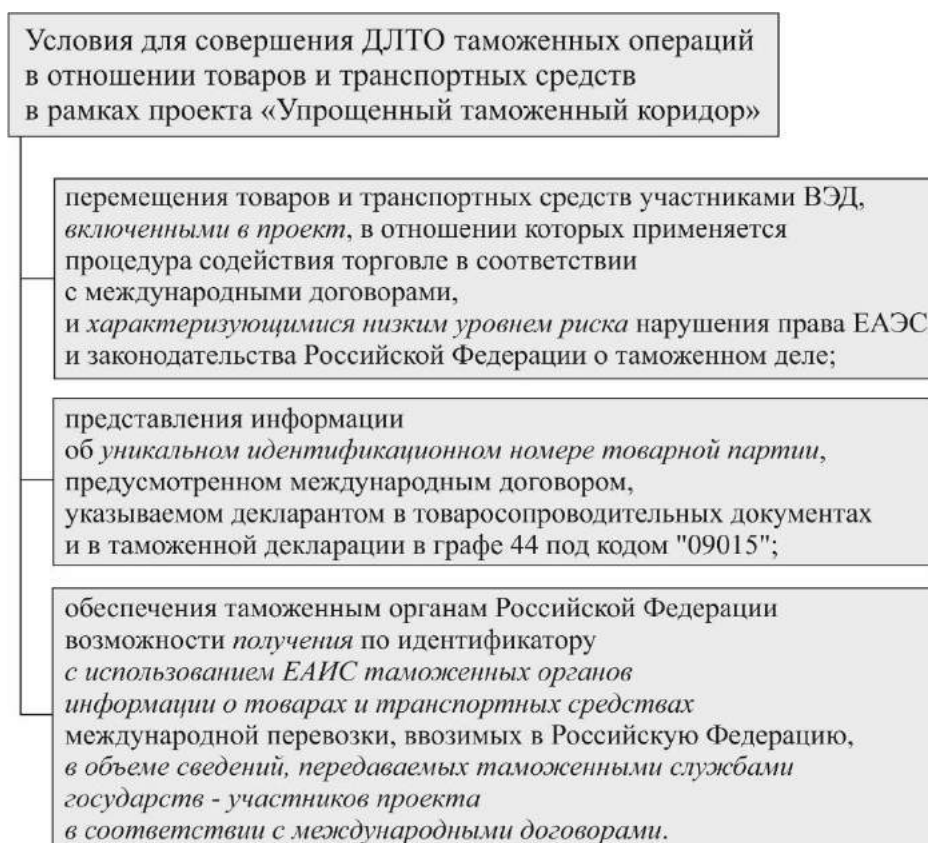 Условия для совершения ДЛТО таможенных операций
в отношении товаров и транспортных средств
в рамках проекта «Упрощенный таможенный коридор»
перемещения товаров и транспортных средств участниками ВЭД,
включенными в проект, в отношении которых применяется
процедура содействия торговле в соответствии
с международными договорами,
и характеризующимися низким уровнем риска нарушения права ЕАЭС
и законодательства Российской Федерации о таможенном деле;
представления информации
об уникальном идентификационном номере товарной партии,
предусмотренном международным договором,
указываемом декларантом в товаросопроводительных документах
и в таможенной декларации в графе 44 под кодом "09015";
обеспечения таможенным органам Российской Федерации
возможности получения по идентификатору
с использованием ЕАИС таможенных органов
информации о товарах и транспортных средствах
международной перевозки, ввозимых в Российскую Федерацию,
в объеме сведений, передаваемых таможенными службами
государств - участников проекта
в соответствии с международными договорами.